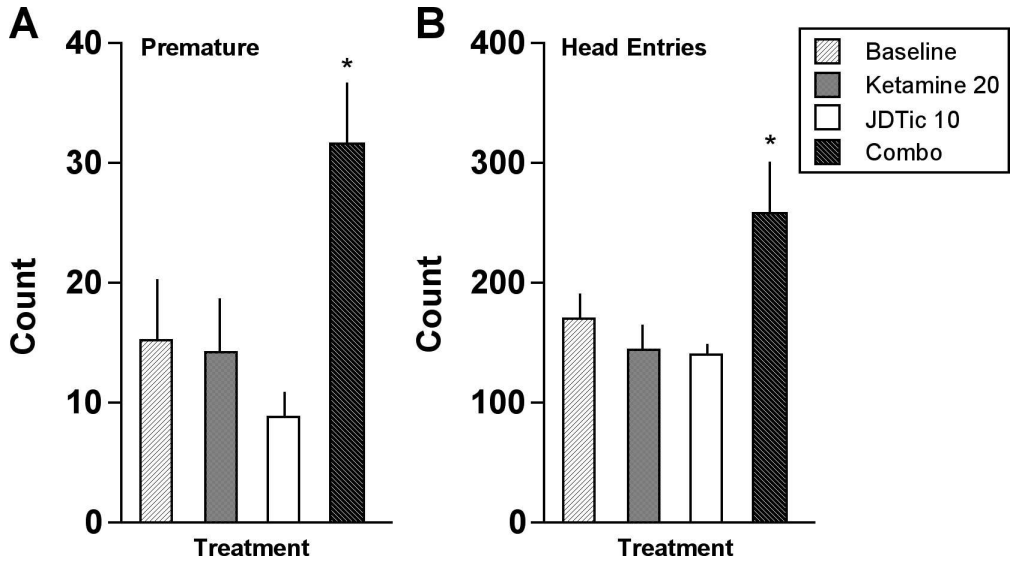 A
Premature
40
30
20
10
0
Count
*
Treatment
B
Head Entries
400
300
200
100
0
Count
*
Treatment
Baseline
Ketamine 20
JDTic 10
Combo